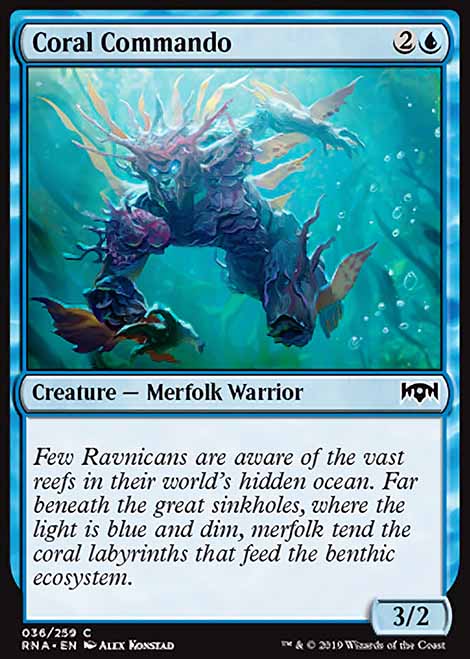 Coral Commando 2
Creature — Merfolk Warrior
Few Ravnicans are aware of the vast
reefs in their world's hidden ocean. Far
beneath the great sinkholes, where the
light is blue and dim, merfolk tend the
coral labyrinths that feed the benthic
ecosystem.
3/2
036/259 C
RNA • EN Alex Konstad
™ & © 2019 Wizards of the Coast